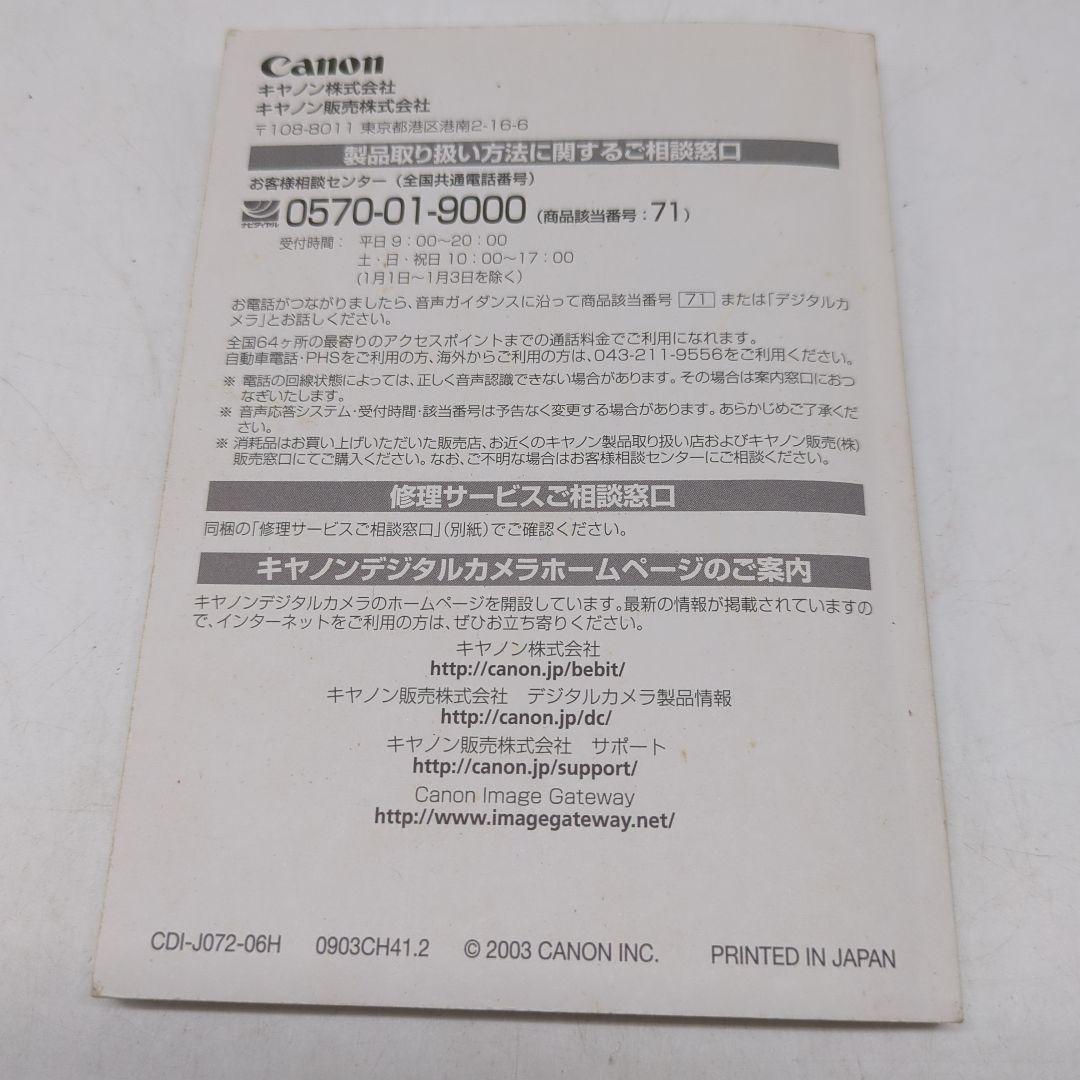 Canon
キヤノン株式会社
キヤノン販売株式会社
〒108-8011 東京都港区港南2-16-6
製品取り扱い方法に関するご相談窓口
お客様相談センター（全国共通電話番号）
ナビダイヤル 0570-01-9000（商品該当番号：71）
受付時間： 平日 9：00〜20：00
土・日・祝日 10：00〜17：00
(1月1日〜1月3日を除く)
お電話がつながりましたら、音声ガイダンスに沿って商品該当番号 71 または「デジタルカ
メラ」とお話しください。
全国64ヶ所の最寄りのアクセスポイントまでの通話料金でご利用になれます。
自動車電話・PHSをご利用の方、海外からご利用の方は、043-211-9556をご利用ください。
※ 電話の回線状態によっては、正しく音声認識できない場合があります。その場合は案内窓口におつ
なぎいたします。
※ 音声応答システム・受付時間・該当番号は予告なく変更する場合があります。あらかじめご了承くだ
さい。
※ 消耗品はお買い上げいただいた販売店、お近くのキヤノン製品取り扱い店およびキヤノン販売(株)
販売窓口にてご購入ください。なお、ご不明な場合はお客様相談センターにご相談ください。
修理サービスご相談窓口
同梱の「修理サービスご相談窓口」（別紙）でご確認ください。
キヤノンデジタルカメラホームページのご案内
キヤノンデジタルカメラのホームページを開設しています。最新の情報が掲載されていますの
で、インターネットをご利用の方は、ぜひお立ち寄りください。
キヤノン株式会社
http://canon.jp/bebit/
キヤノン販売株式会社 デジタルカメラ製品情報
http://canon.jp/dc/
キヤノン販売株式会社 サポート
http://canon.jp/support/
Canon Image Gateway
http://www.imagegateway.net/
CDI-J072-06H 0903CH41.2 © 2003 CANON INC. PRINTED IN JAPAN